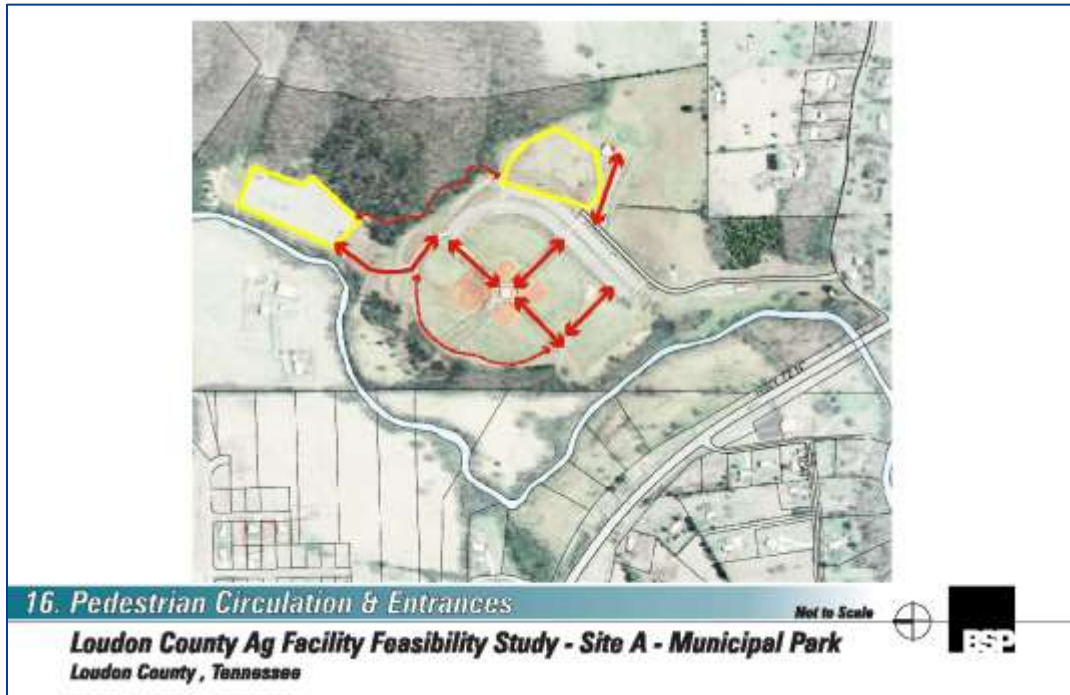 16. Pedestrian Circulation & Entrances
Not to Scale
BSP
Loudon County Ag Facility Feasibility Study - Site A - Municipal Park
Loudon County , Tennessee